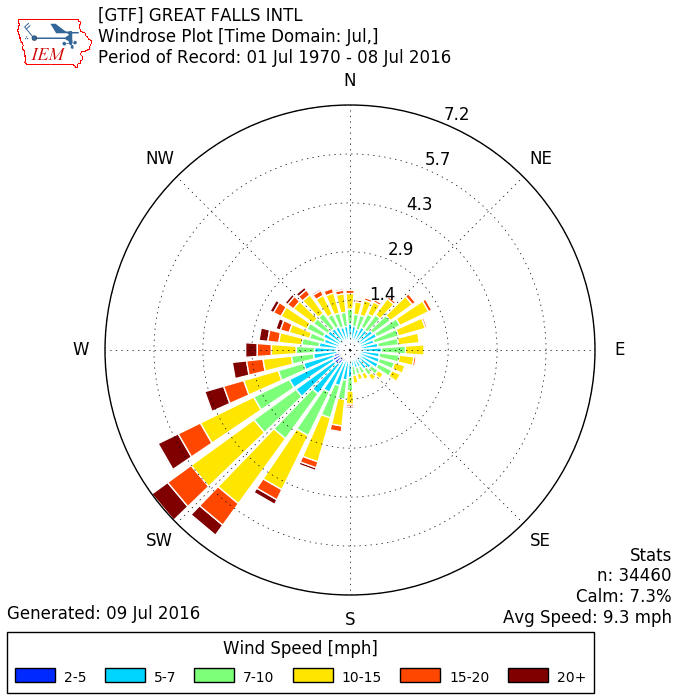 [GTF] GREAT FALLS INTL
Windrose Plot [Time Domain: Jul,]
Period of Record: 01 Jul 1970 - 08 Jul 2016
IEM
N
7.2
NW
NE
5.7
4.3
2.9
1.4
W
E
SW
SE
S
Stats
n: 34460
Calm: 7.3%
Avg Speed: 9.3 mph
Generated: 09 Jul 2016
Wind Speed [mph]
2-5 5-7 7-10 10-15 15-20 20+